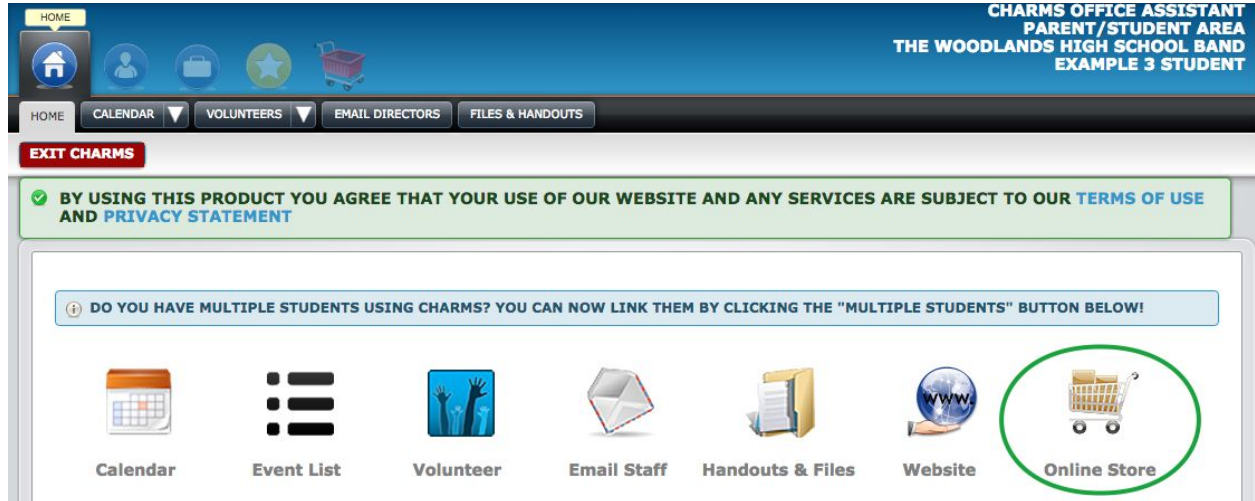 HOME
CHARMS OFFICE ASSISTANT
PARENT/STUDENT AREA
THE WOODLANDS HIGH SCHOOL BAND
EXAMPLE 3 STUDENT
HOME CALENDAR VOLUNTEERS EMAIL DIRECTORS FILES & HANDOUTS
EXIT CHARMS
BY USING THIS PRODUCT YOU AGREE THAT YOUR USE OF OUR WEBSITE AND ANY SERVICES ARE SUBJECT TO OUR TERMS OF USE
AND PRIVACY STATEMENT
DO YOU HAVE MULTIPLE STUDENTS USING CHARMS? YOU CAN NOW LINK THEM BY CLICKING THE "MULTIPLE STUDENTS" BUTTON BELOW!
www.
Calendar Event List Volunteer Email Staff Handouts & Files Website Online Store